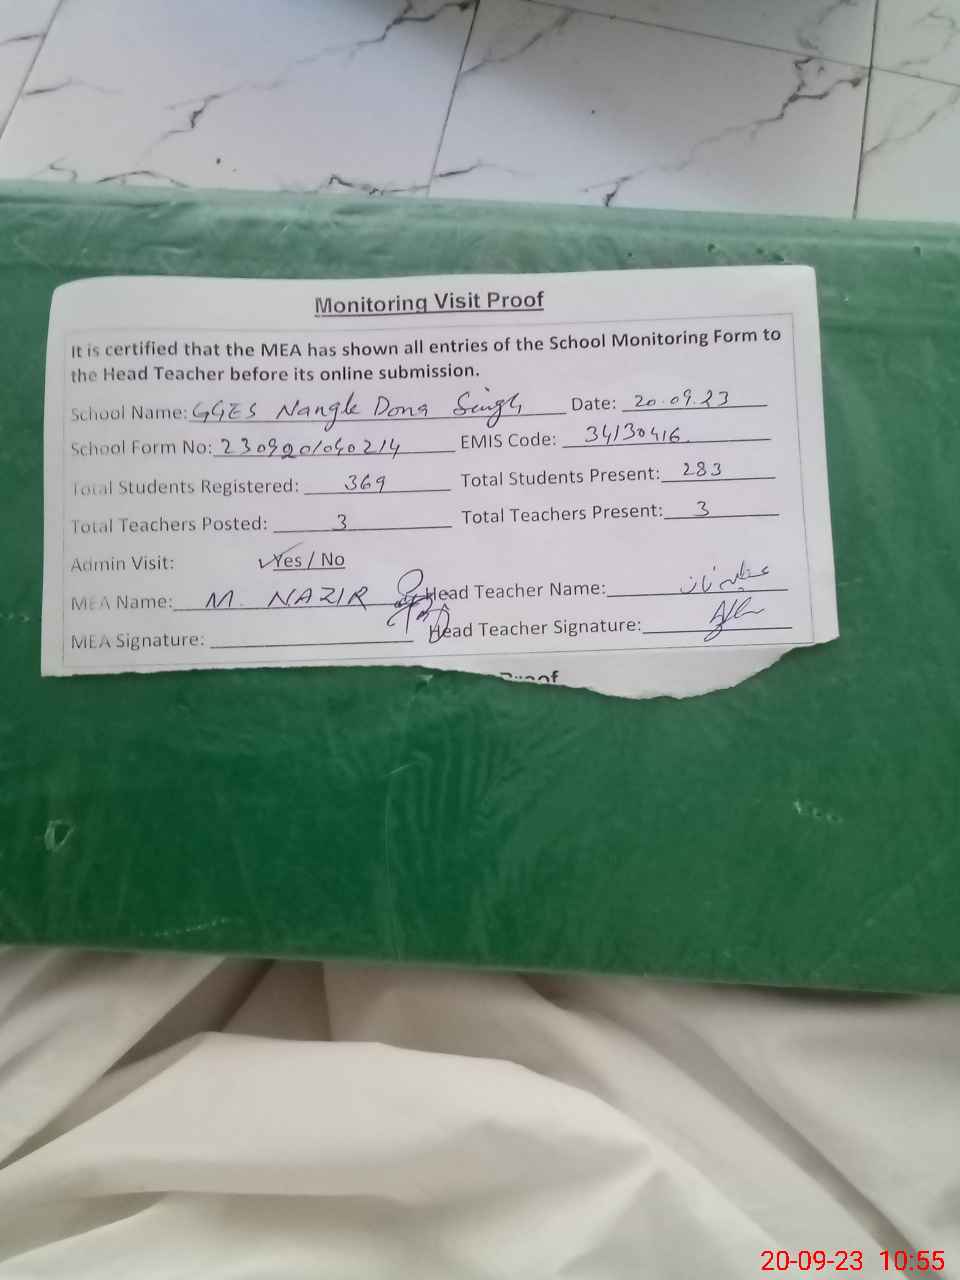 Monitoring Visit Proof
It is certified that the MEA has shown all entries of the School Monitoring Form to
the Head Teacher before its online submission.
School Name: GGES Nangle Dona Singh Date: 20.09.23
School Form No: 230920/040214 EMIS Code: 34130416
Total Students Registered: 369 Total Students Present: 283
Total Teachers Posted: 3 Total Teachers Present: 3
Admin Visit: ✓Yes / No
MEA Name: M. NAZIR Head Teacher Name:
MEA Signature: Head Teacher Signature:
Proof
20-09-23 10:55